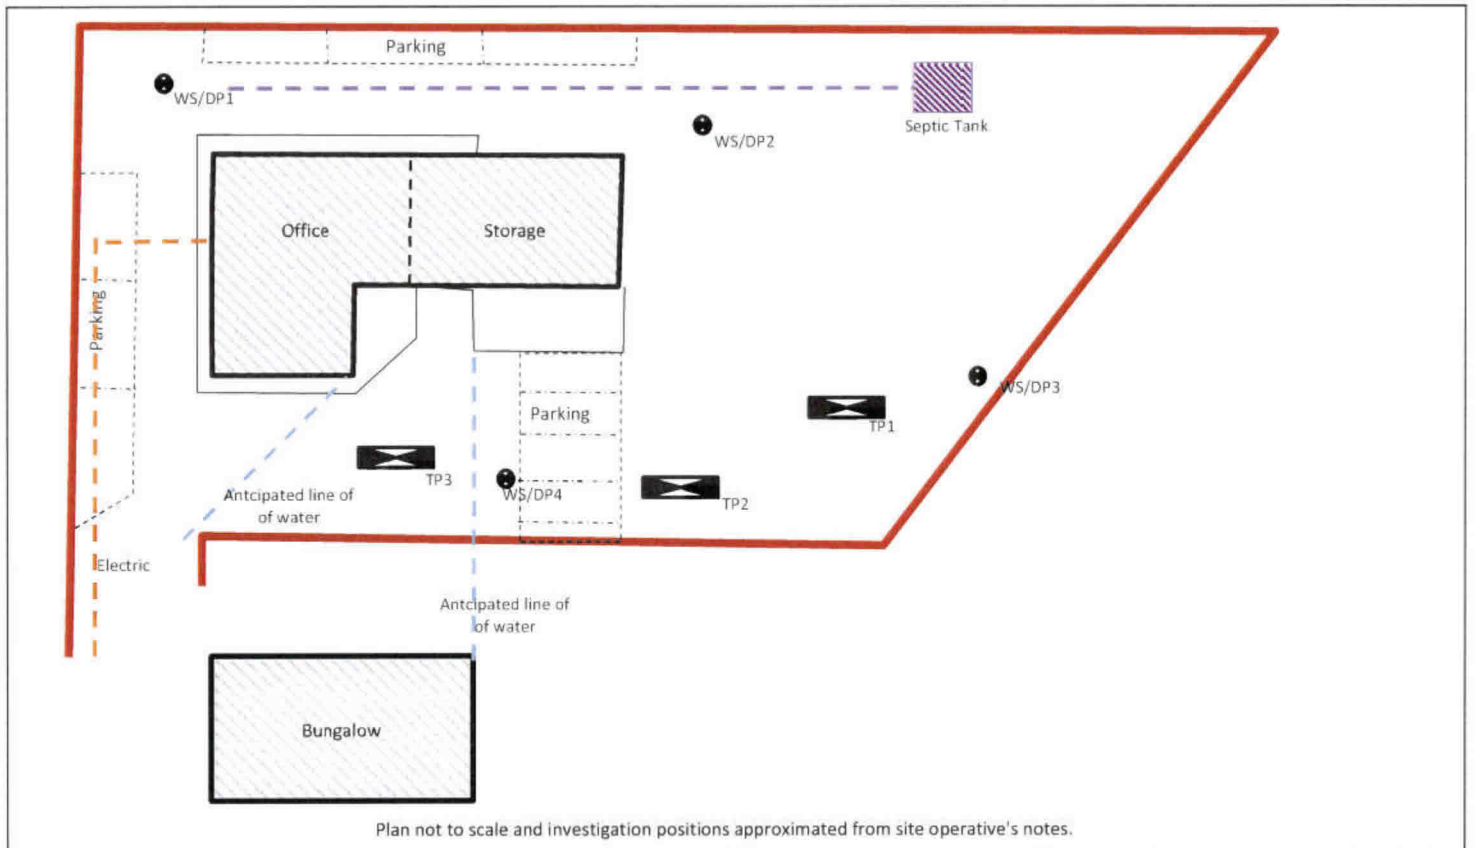 Parking
WS/DP1
Septic Tank
WS/DP2
Office
Storage
Parking
WS/DP3
Parking
TP1
TP3
WS/DP4
TP2
Antcipated line of
of water
Electric
Antcipated line of
of water
Bungalow
Plan not to scale and investigation positions approximated from site operative's notes.